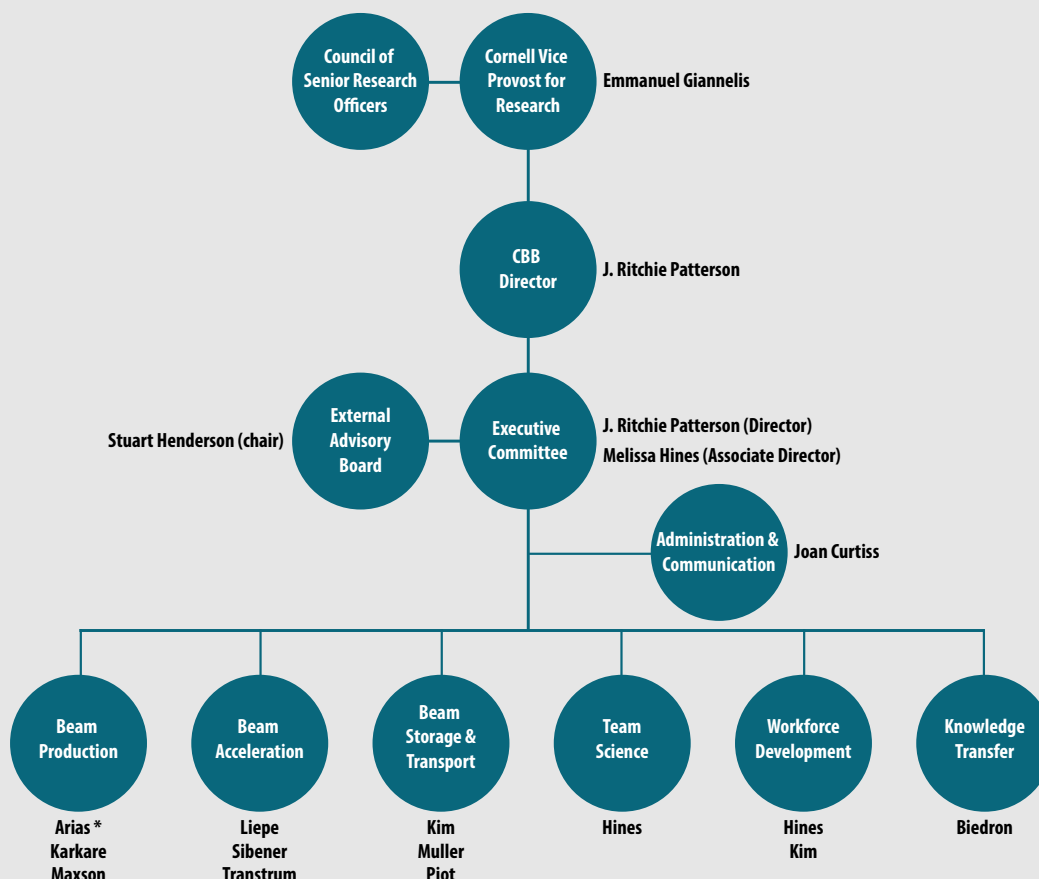 Council of
Senior Research
Officers
Cornell Vice
Provost for
Research
Emmanuel Giannelis
CBB
Director
J. Ritchie Patterson
Stuart Henderson (chair)
External
Advisory
Board
Executive
Committee
J. Ritchie Patterson (Director)
Melissa Hines (Associate Director)
Administration &
Communication
Joan Curtiss
Beam
Production
Beam
Acceleration
Beam
Storage &
Transport
Team
Science
Workforce
Development
Knowledge
Transfer
Arias *
Karkare
Maxson
Liepe
Sibener
Transtrum
Kim
Muller
Piot
Hines
Hines
Kim
Biedron